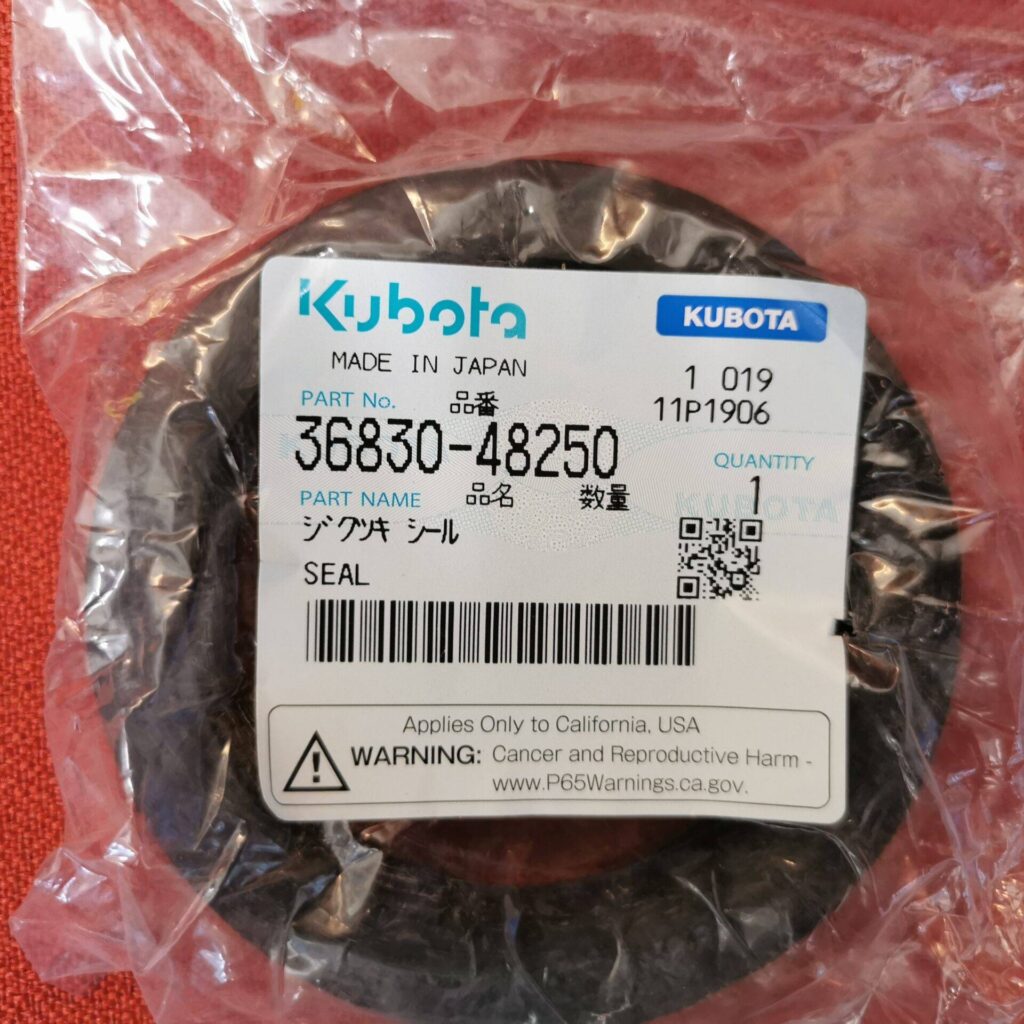 Kubota
KUBOTA
MADE IN JAPAN
1 019
PART No. 品番
11P1906
36830-48250
QUANTITY
PART NAME 品名 数量 1
KUBOTA
ジクツキ シール
SEAL
Applies Only to California, USA
WARNING: Cancer and Reproductive Harm -
www.P65Warnings.ca.gov.